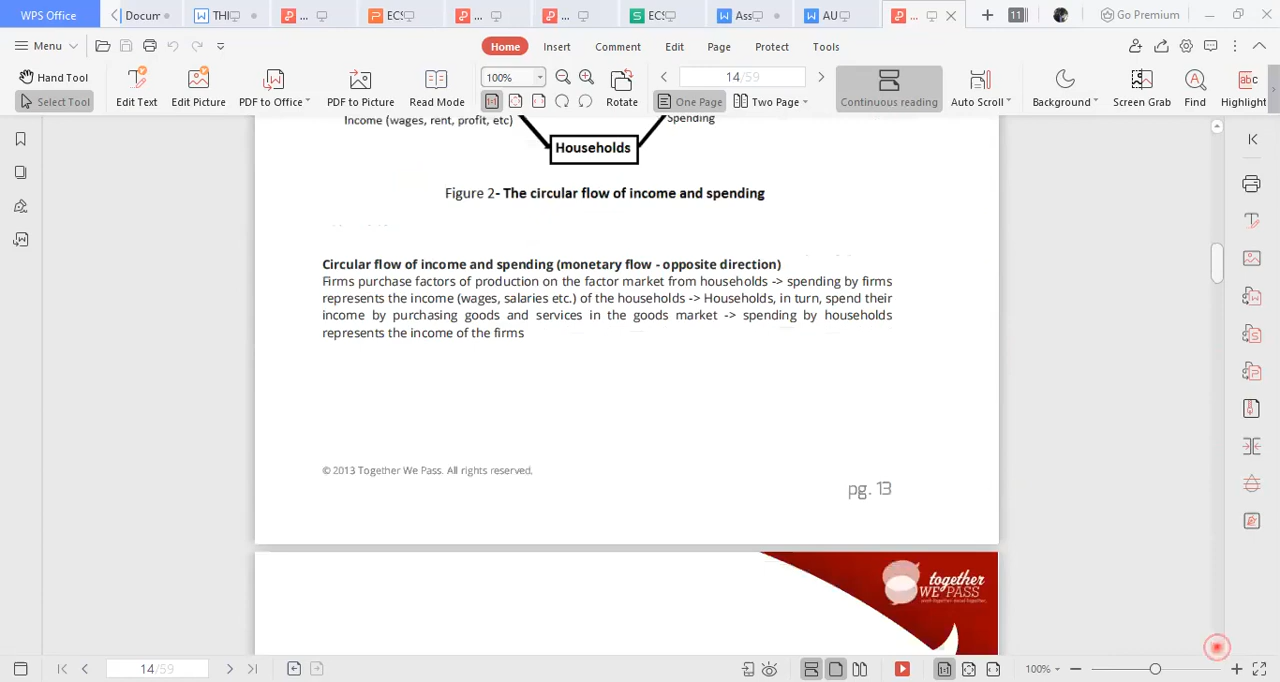 WPS Office
Docum
THI
...
ECS
...
...
ECS
Ass
AU
...
11
Go Premium
Menu
Home
Insert
Comment
Edit
Page
Protect
Tools
Hand Tool
Select Tool
Edit Text
Edit Picture
PDF to Office
PDF to Picture
Read Mode
100%
Rotate
14/59
One Page
Two Page
Continuous reading
Auto Scroll
Background
Screen Grab
Find
Highlight
Income (wages, rent, profit, etc)
Spending
Households
Figure 2- The circular flow of income and spending
Circular flow of income and spending (monetary flow - opposite direction)
Firms purchase factors of production on the factor market from households -> spending by firms
represents the income (wages, salaries etc.) of the households -> Households, in turn, spend their
income by purchasing goods and services in the goods market -> spending by households
represents the income of the firms
© 2013 Together We Pass. All rights reserved.
pg. 13
together
WE PASS
14/59
100%